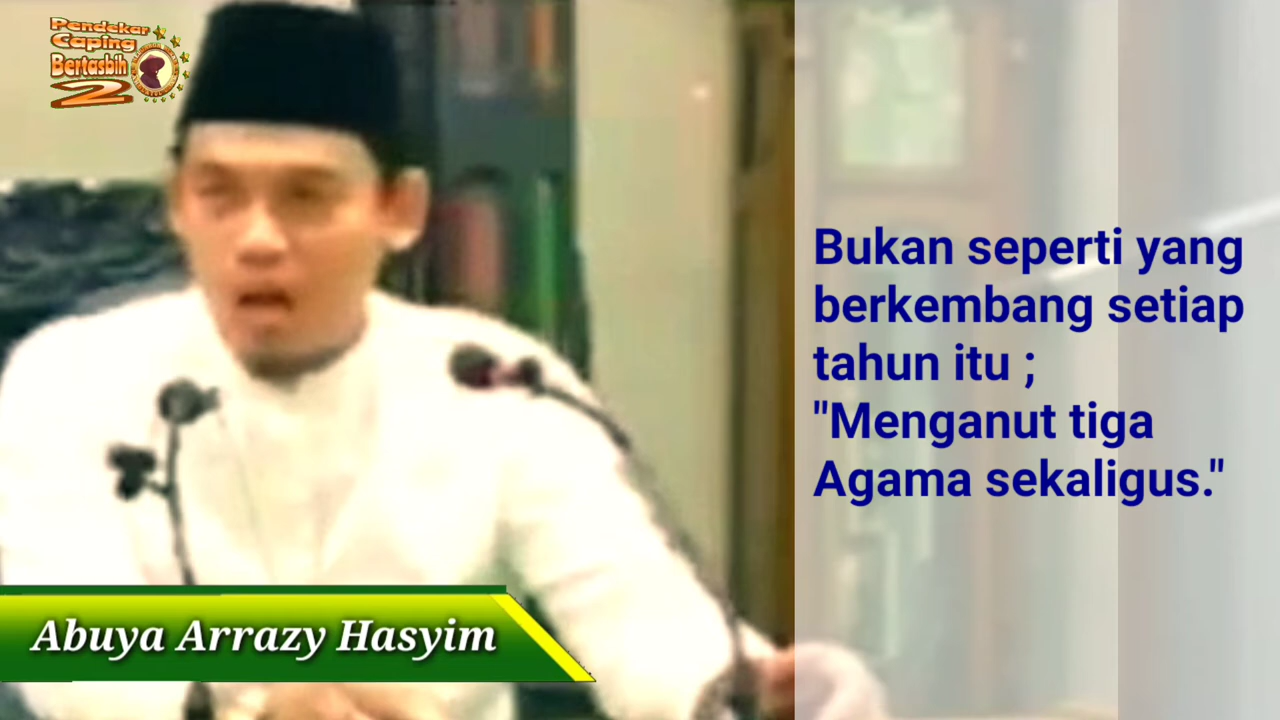 Pendekar
Caping
Bertasbih
2
Bukan seperti yang
berkembang setiap
tahun itu ;
"Menganut tiga
Agama sekaligus."
Abuya Arrazy Hasyim